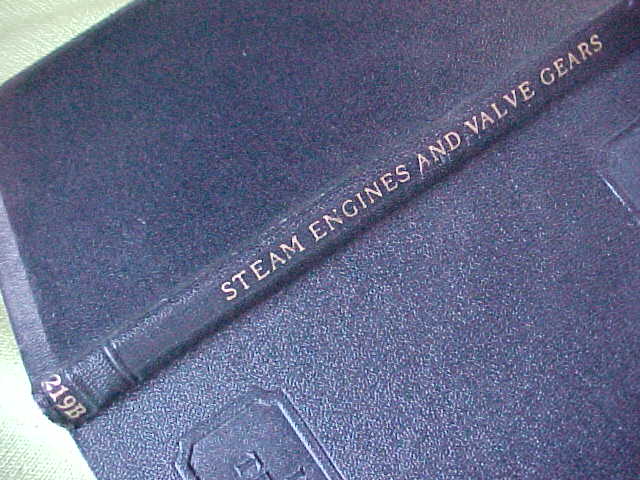 STEAM ENGINES AND VALVE GEARS
219B